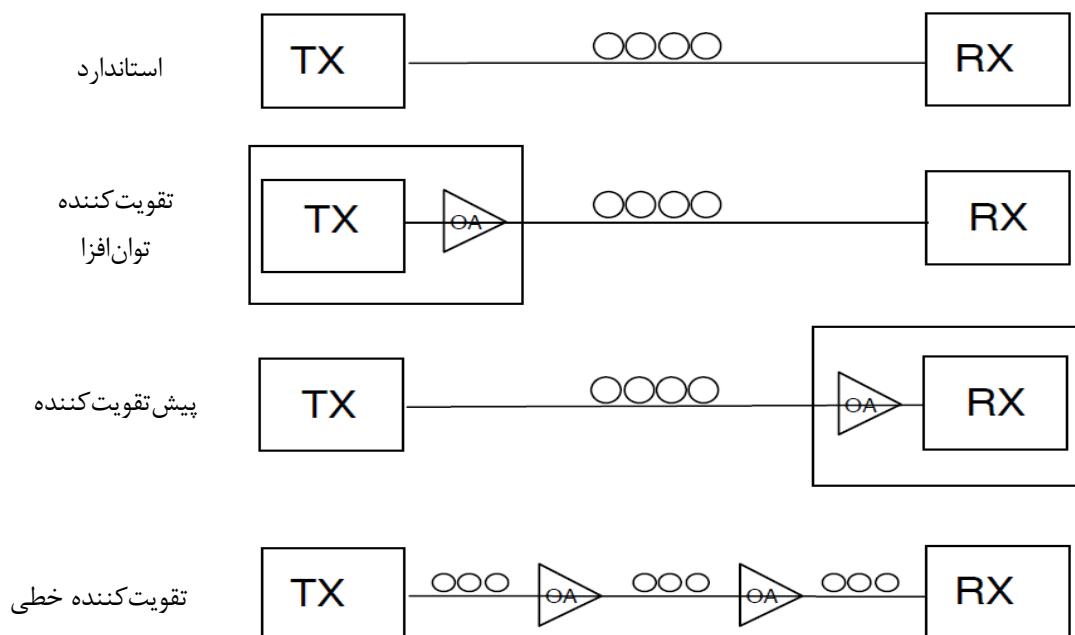 استاندارد
TX
RX
تقویت‌کننده
توان‌افزا
TX
OA
RX
پیش‌تقویت‌کننده
TX
OA
RX
تقویت‌کننده خطی
TX
OA
OA
RX